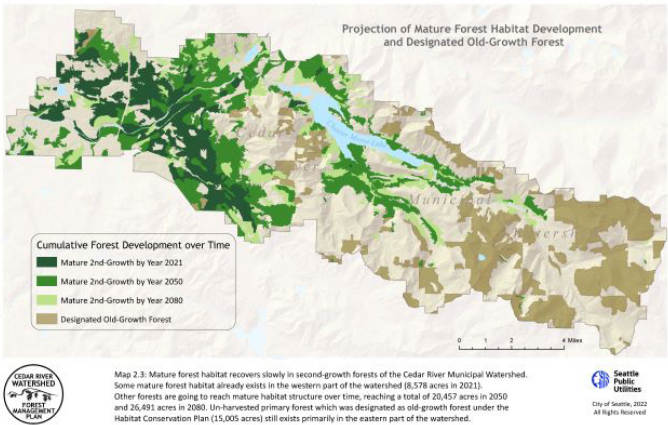 Projection of Mature Forest Habitat Development
and Designated Old-Growth Forest
Cedar
River
Chester Morse Lake
Municipal
Watershed
Cumulative Forest Development over Time
Mature 2nd-Growth by Year 2021
Mature 2nd-Growth by Year 2050
Mature 2nd-Growth by Year 2080
Designated Old-Growth Forest
0 1 2 4 Miles
CEDAR RIVER
WATERSHED
FOREST
MANAGEMENT
PLAN
Map 2.3: Mature forest habitat recovers slowly in second-growth forests of the Cedar River Municipal Watershed.
Some mature forest habitat already exists in the western part of the watershed (8,578 acres in 2021).
Other forests are going to reach mature habitat structure over time, reaching a total of 20,457 acres in 2050
and 26,491 acres in 2080. Un-harvested primary forest which was designated as old-growth forest under the
Habitat Conservation Plan (15,005 acres) still exists primarily in the eastern part of the watershed.
Seattle
Public
Utilities
City of Seattle, 2022
All Rights Reserved